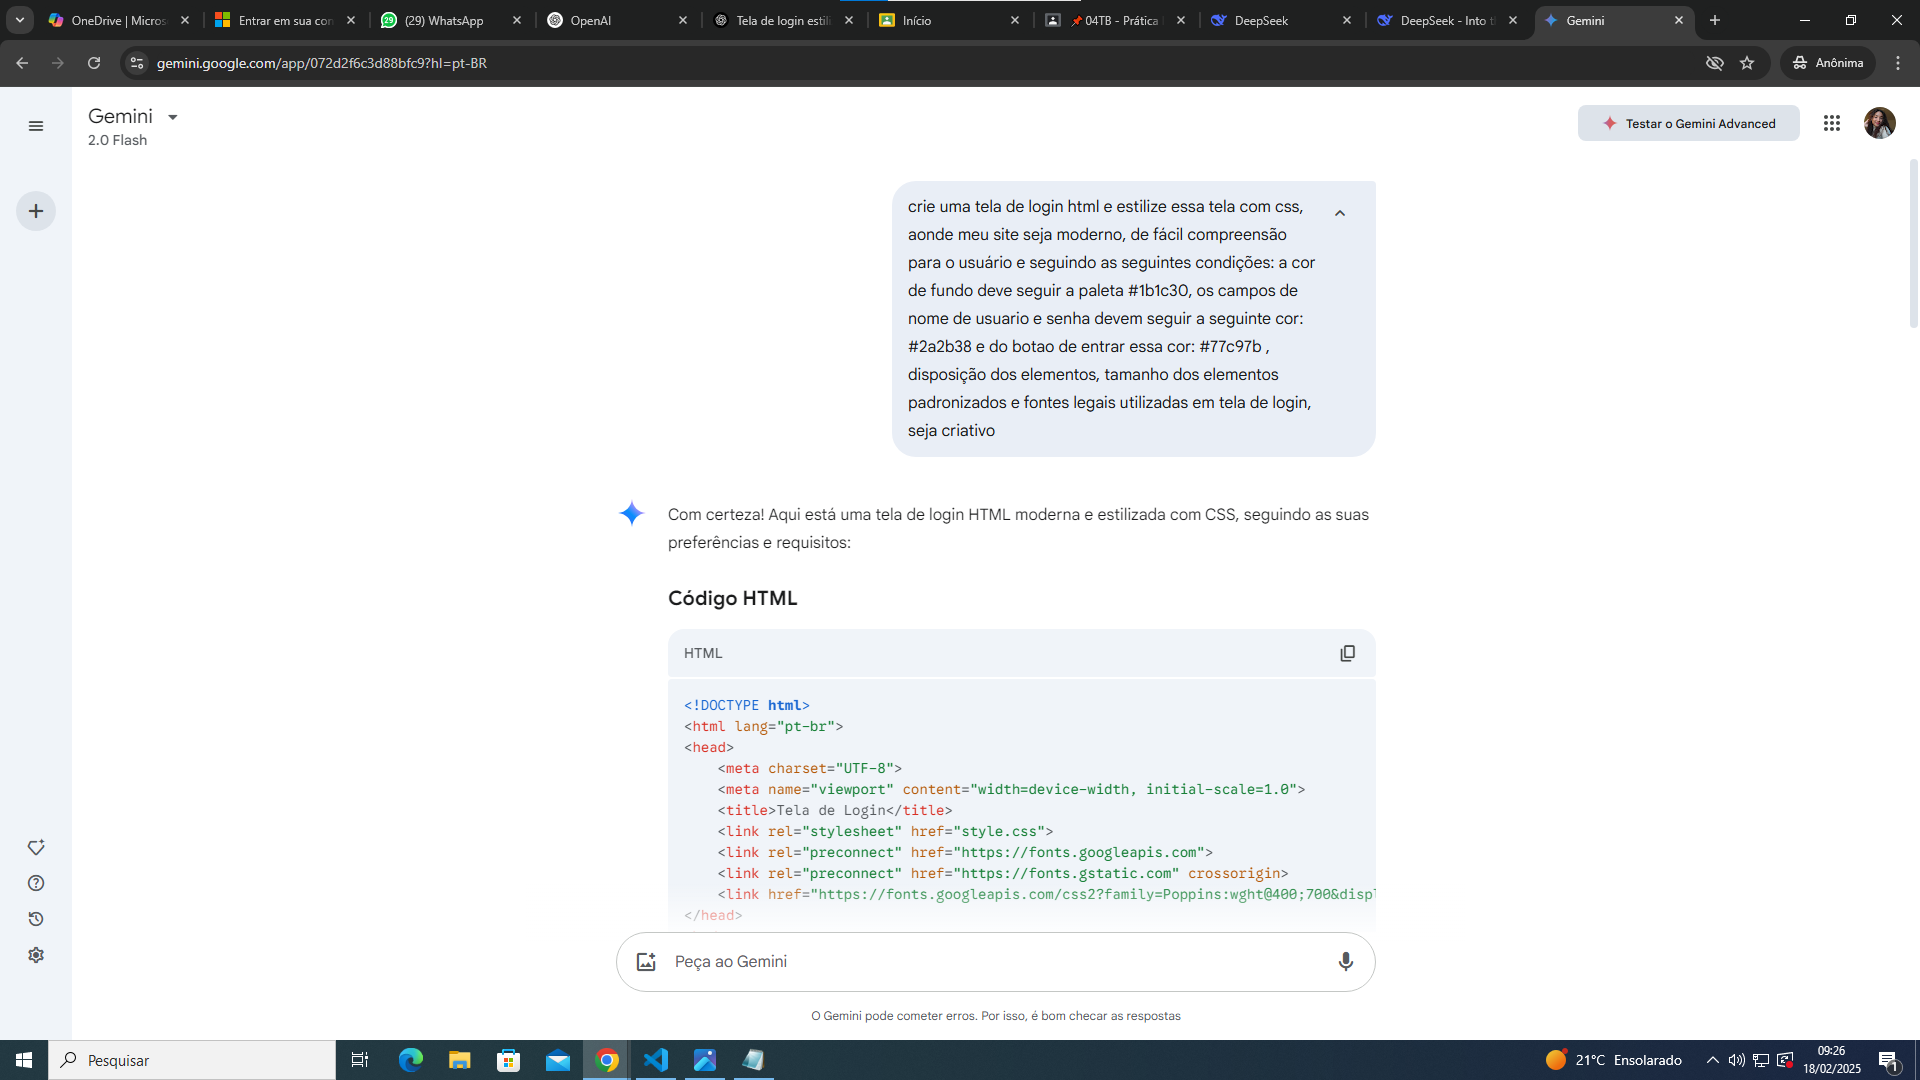 OneDrive | Micros
Entrar em sua con
(29) WhatsApp
OpenAI
Tela de login estili
Início
04TB - Prática
DeepSeek
DeepSeek - Into t
Gemini
gemini.google.com/app/072d2f6c3d88bfc9?hl=pt-BR
Anônima
Gemini
2.0 Flash
Testar o Gemini Advanced
crie uma tela de login html e estilize essa tela com css,
aonde meu site seja moderno, de fácil compreensão
para o usuário e seguindo as seguintes condições: a cor
de fundo deve seguir a paleta #1b1c30, os campos de
nome de usuario e senha devem seguir a seguinte cor:
#2a2b38 e do botao de entrar essa cor: #77c97b ,
disposição dos elementos, tamanho dos elementos
padronizados e fontes legais utilizadas em tela de login,
seja criativo
Com certeza! Aqui está uma tela de login HTML moderna e estilizada com CSS, seguindo as suas
preferências e requisitos:
Código HTML
HTML
<!DOCTYPE html>
<html lang="pt-br">
<head>
    <meta charset="UTF-8">
    <meta name="viewport" content="width=device-width, initial-scale=1.0">
    <title>Tela de Login</title>
    <link rel="stylesheet" href="style.css">
    <link rel="preconnect" href="https://fonts.googleapis.com">
    <link rel="preconnect" href="https://fonts.gstatic.com" crossorigin>
    <link href="https://fonts.googleapis.com/css2?family=Poppins:wght@400;700&displ
</head>
Peça ao Gemini
O Gemini pode cometer erros. Por isso, é bom checar as respostas
Pesquisar
21°C Ensolarado
09:26
18/02/2025
1